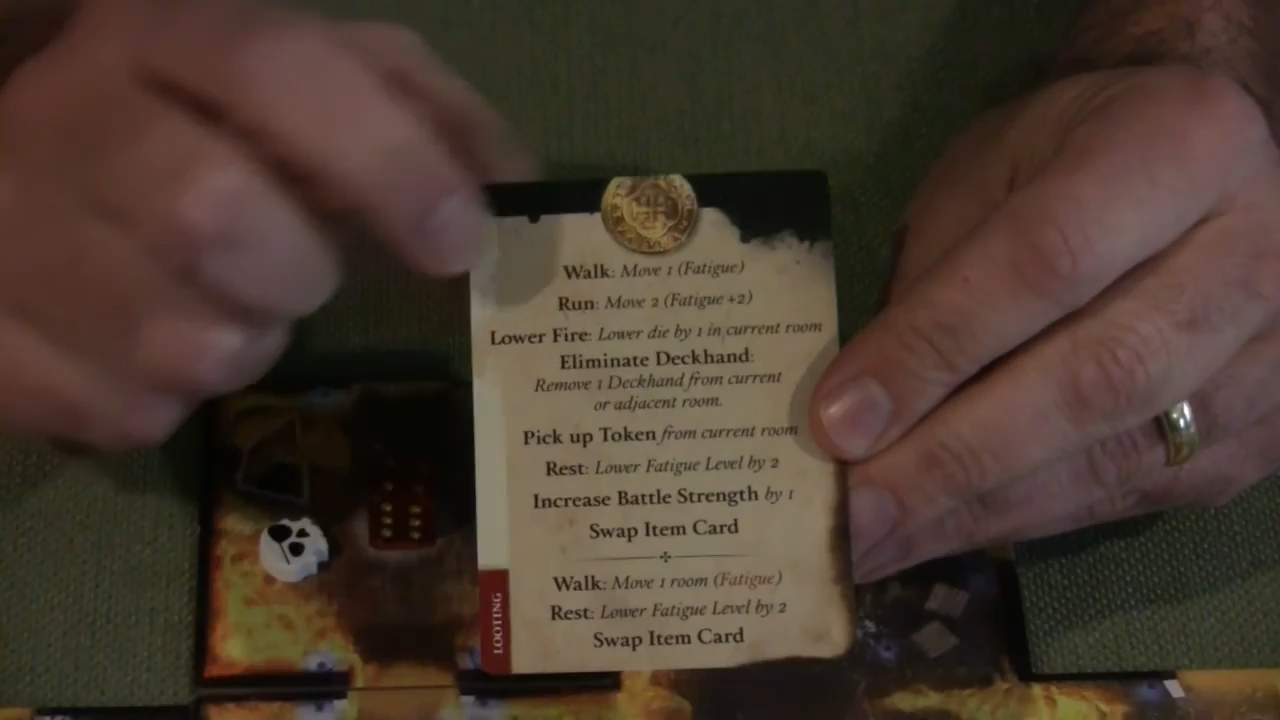 Walk: Move 1 (Fatigue)
Run: Move 2 (Fatigue +2)
Lower Fire: Lower die by 1 in current room
Eliminate Deckhand:
Remove 1 Deckhand from current
or adjacent room.
Pick up Token from current room
Rest: Lower Fatigue Level by 2
Increase Battle Strength by 1
Swap Item Card
Walk: Move 1 room (Fatigue)
Rest: Lower Fatigue Level by 2
Swap Item Card
LOOTING